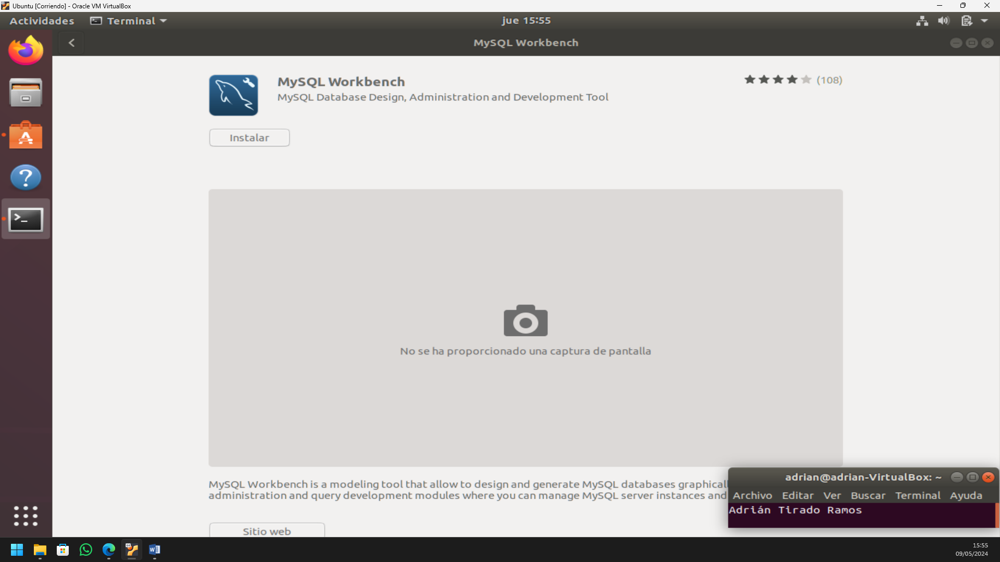 Ubuntu [Corriendo] - Oracle VM VirtualBox
Actividades
Terminal
jue 15:55
MySQL Workbench
MySQL Workbench
MySQL Database Design, Administration and Development Tool
(108)
Instalar
No se ha proporcionado una captura de pantalla
MySQL Workbench is a modeling tool that allow to design and generate MySQL databases graphicall
administration and query development modules where you can manage MySQL server instances and
Sitio web
adrian@adrian-VirtualBox: ~
Archivo Editar Ver Buscar Terminal Ayuda
Adrián Tirado Ramos
15:55
09/05/2024